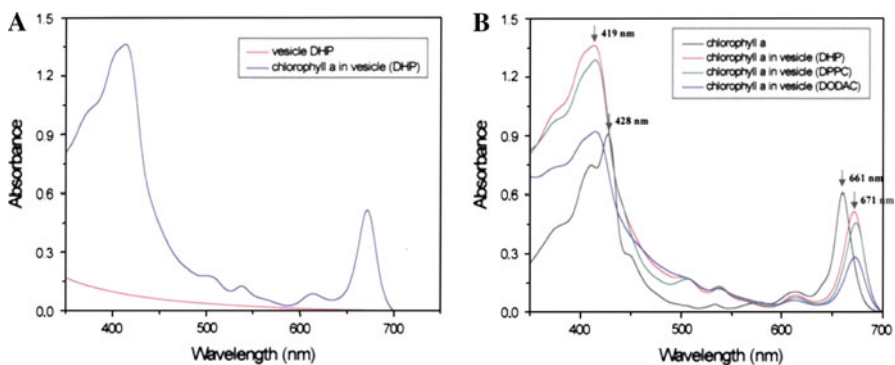 A
vesicle DHP
chlorophyll a in vesicle (DHP)
Absorbance
1.5
1.2
0.9
0.6
0.3
0.0
400
500
600
700
Wavelength (nm)
B
419 nm
chlorophyll a
chlorophyll a in vesicle (DHP)
chlorophyll a in vesicle (DPPC)
chlorophyll a in vesicle (DODAC)
428 nm
661 nm
671 nm
Absorbance
1.5
1.2
0.9
0.6
0.3
0.0
400
500
600
700
Wavelength (nm)